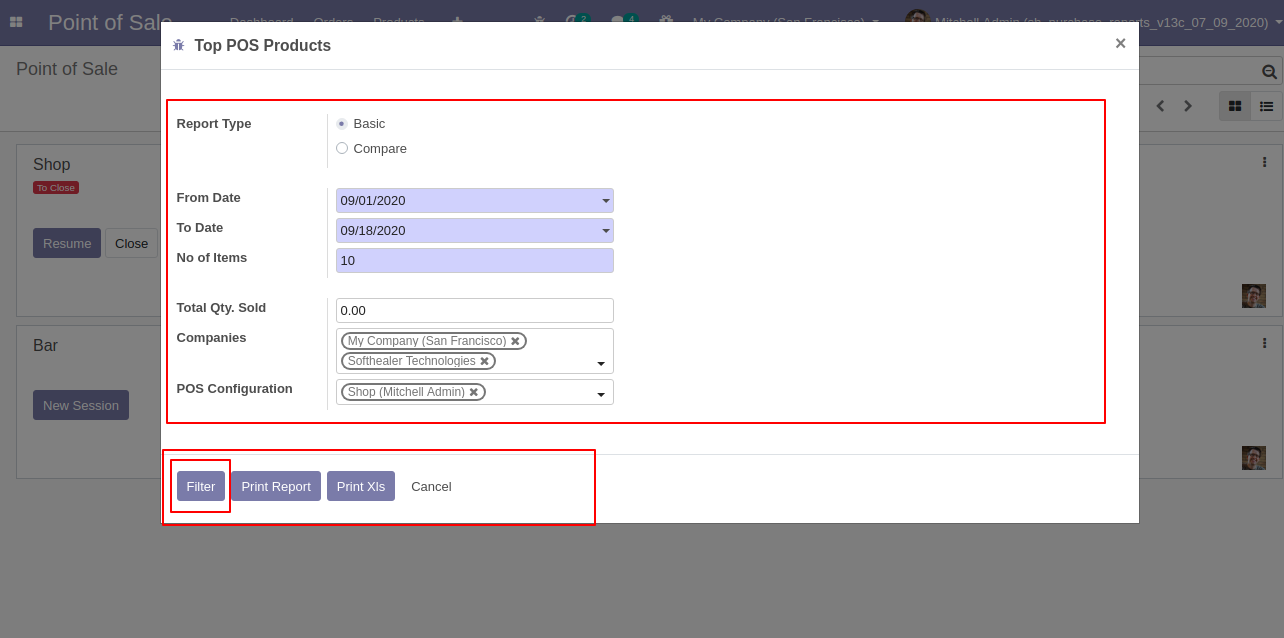 Point of Sale
Dashboard Orders Products 2 4 My Company (San Francisco) Mitchell Admin (sh_purchase_reports_v13c_07_09_2020)
Top POS Products ×
Point of Sale
Report Type
Basic
Compare
Shop
To Close
From Date 09/01/2020
To Date 09/18/2020
Resume Close
No of Items 10
Total Qty. Sold 0.00
Companies My Company (San Francisco)
Softhealer Technologies
Bar
POS Configuration Shop (Mitchell Admin)
New Session
Filter Print Report Print Xls Cancel